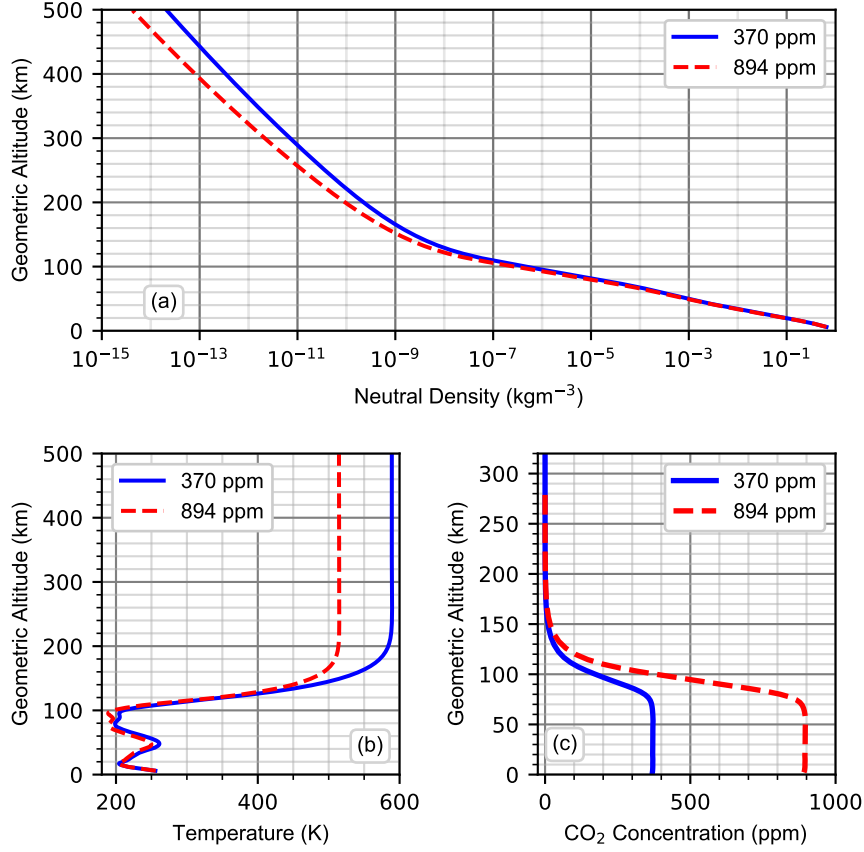 500
400
300
200
100
0
Geometric Altitude (km)
370 ppm
894 ppm
(a)
10⁻¹⁵ 10⁻¹³ 10⁻¹¹ 10⁻⁹ 10⁻⁷ 10⁻⁵ 10⁻³ 10⁻¹
Neutral Density (kgm⁻³)
500
400
300
200
100
0
Geometric Altitude (km)
370 ppm
894 ppm
(b)
200 400 600
Temperature (K)
300
250
200
150
100
50
0
Geometric Altitude (km)
370 ppm
894 ppm
(c)
0 500 1000
CO₂ Concentration (ppm)